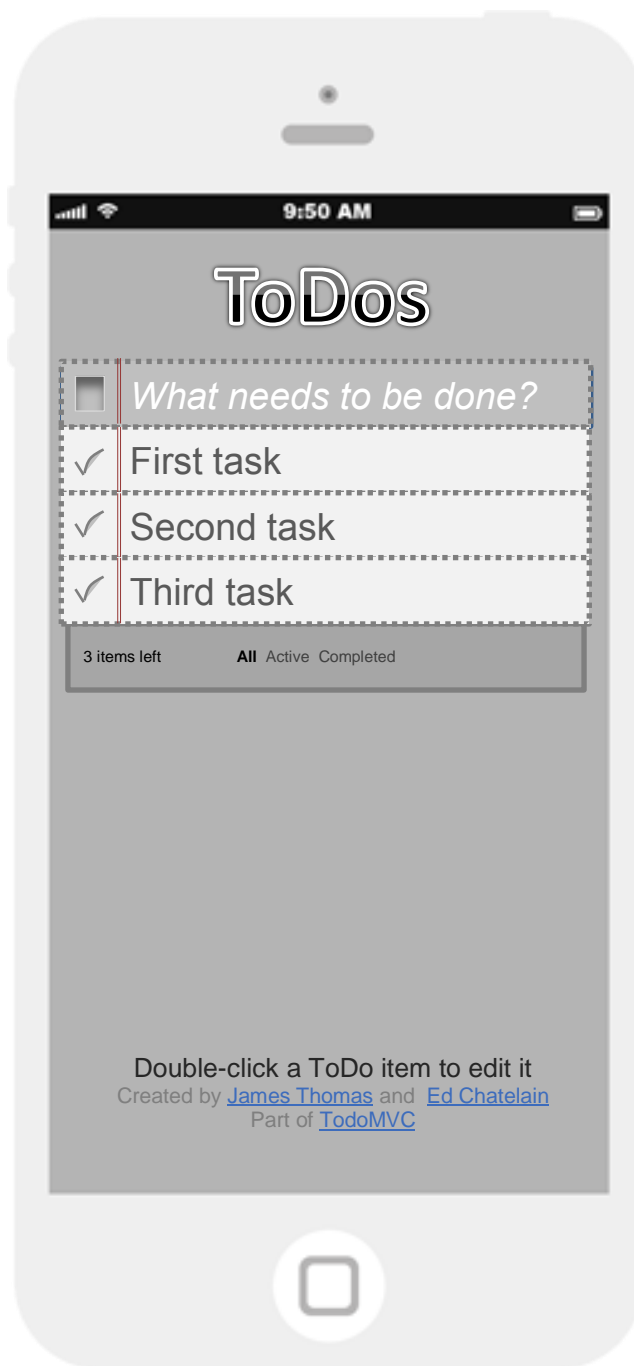 9:50 AM
ToDos
What needs to be done?
First task
Second task
Third task
3 items left All Active Completed
Double-click a ToDo item to edit it
Created by James Thomas and Ed Chatelain
Part of TodoMVC